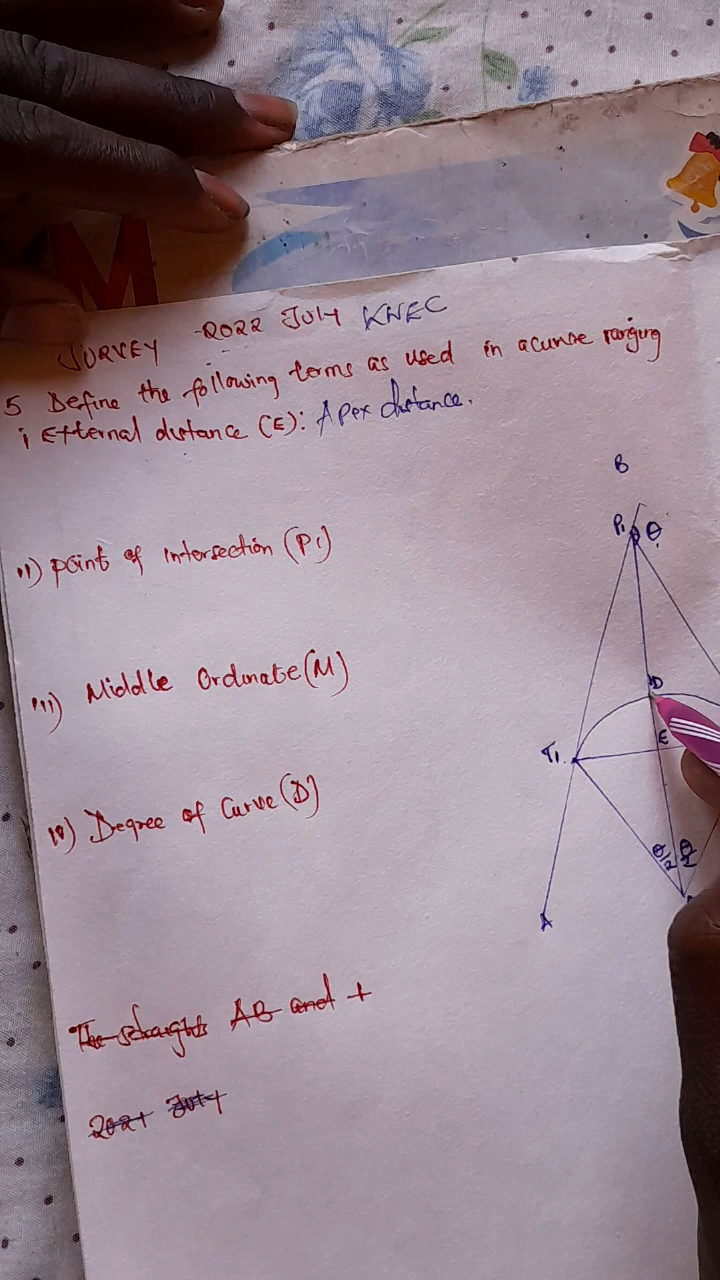 M
SURVEY 2022 JULY KNEC
5 Define the following terms as used in a curve ranging
i External distance (E): Apex distance.
ii) point of intersection (P1)
iii) Middle Ordinate (M)
iv) Degree of Curve (D)
The straights AB and +
2021 July
B
P1 θ
D
E
T1
θ/2 θ/2
A